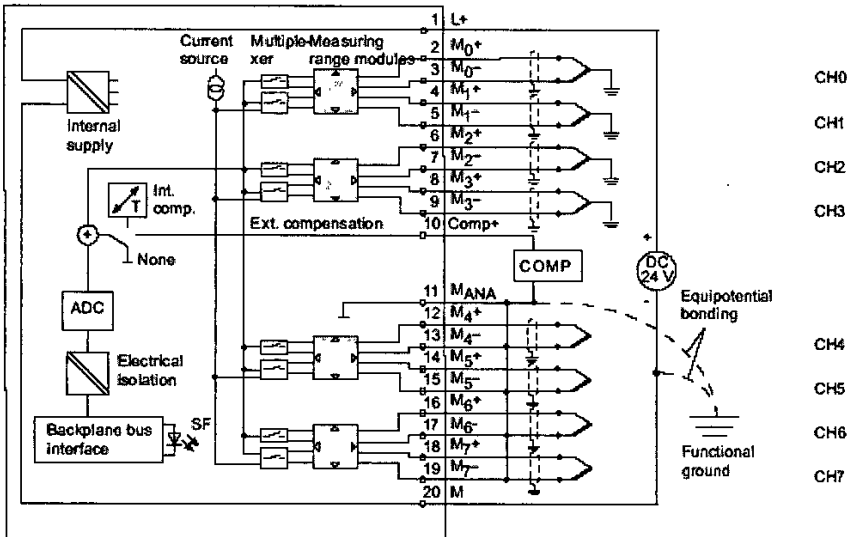 1 L+
Current source
Multiple-xer
Measuring range modules
2 M0+
3 M0-
4 M1+
5 M1-
6 M2+
7 M2-
8 M3+
9 M3-
10 Comp+
CH0
CH1
CH2
CH3
Internal supply
Int. comp.
T
Ext. compensation
None
COMP
+
DC 24 V
-
ADC
11 MANA
12 M4+
13 M4-
14 M5+
15 M5-
16 M6+
17 M6-
18 M7+
19 M7-
20 M
Equipotential bonding
CH4
CH5
CH6
CH7
Electrical isolation
Backplane bus interface
SF
Functional ground